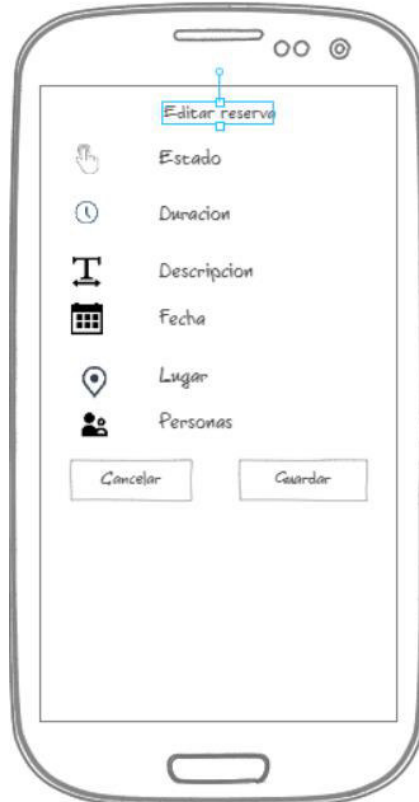 Editar reserva
Estado
Duracion
Descripcion
Fecha
Lugar
Personas
Cancelar Guardar